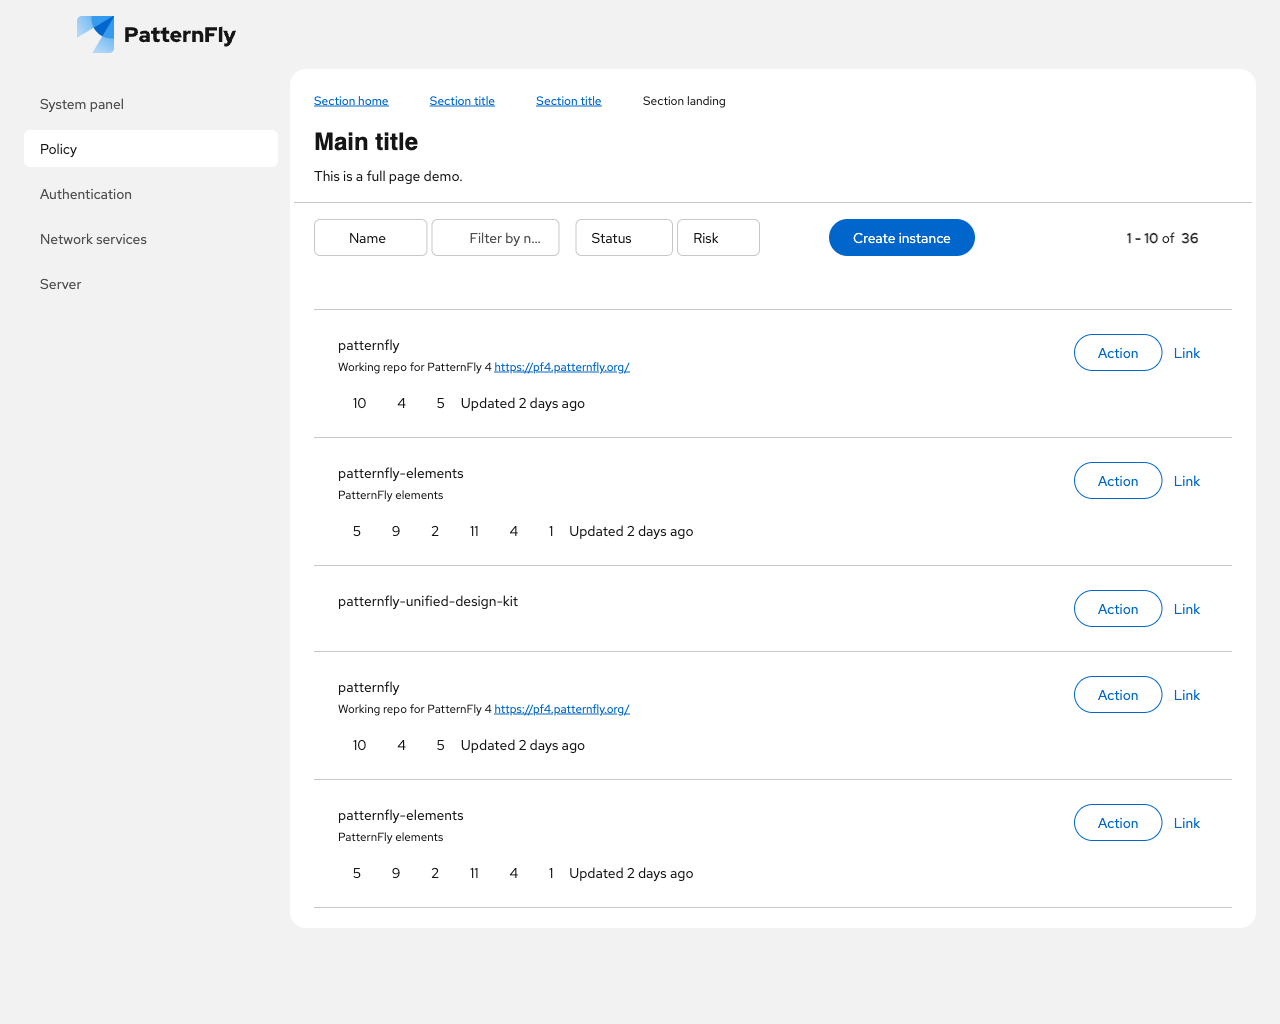 PatternFly
System panel
Policy
Authentication
Network services
Server
Section home Section title Section title Section landing
Main title
This is a full page demo.
Name Filter by n... Status Risk Create instance 1 - 10 of 36
patternfly Action Link
Working repo for PatternFly 4 https://pf4.patternfly.org/
10 4 5 Updated 2 days ago
patternfly-elements Action Link
PatternFly elements
5 9 2 11 4 1 Updated 2 days ago
patternfly-unified-design-kit Action Link
patternfly Action Link
Working repo for PatternFly 4 https://pf4.patternfly.org/
10 4 5 Updated 2 days ago
patternfly-elements Action Link
PatternFly elements
5 9 2 11 4 1 Updated 2 days ago